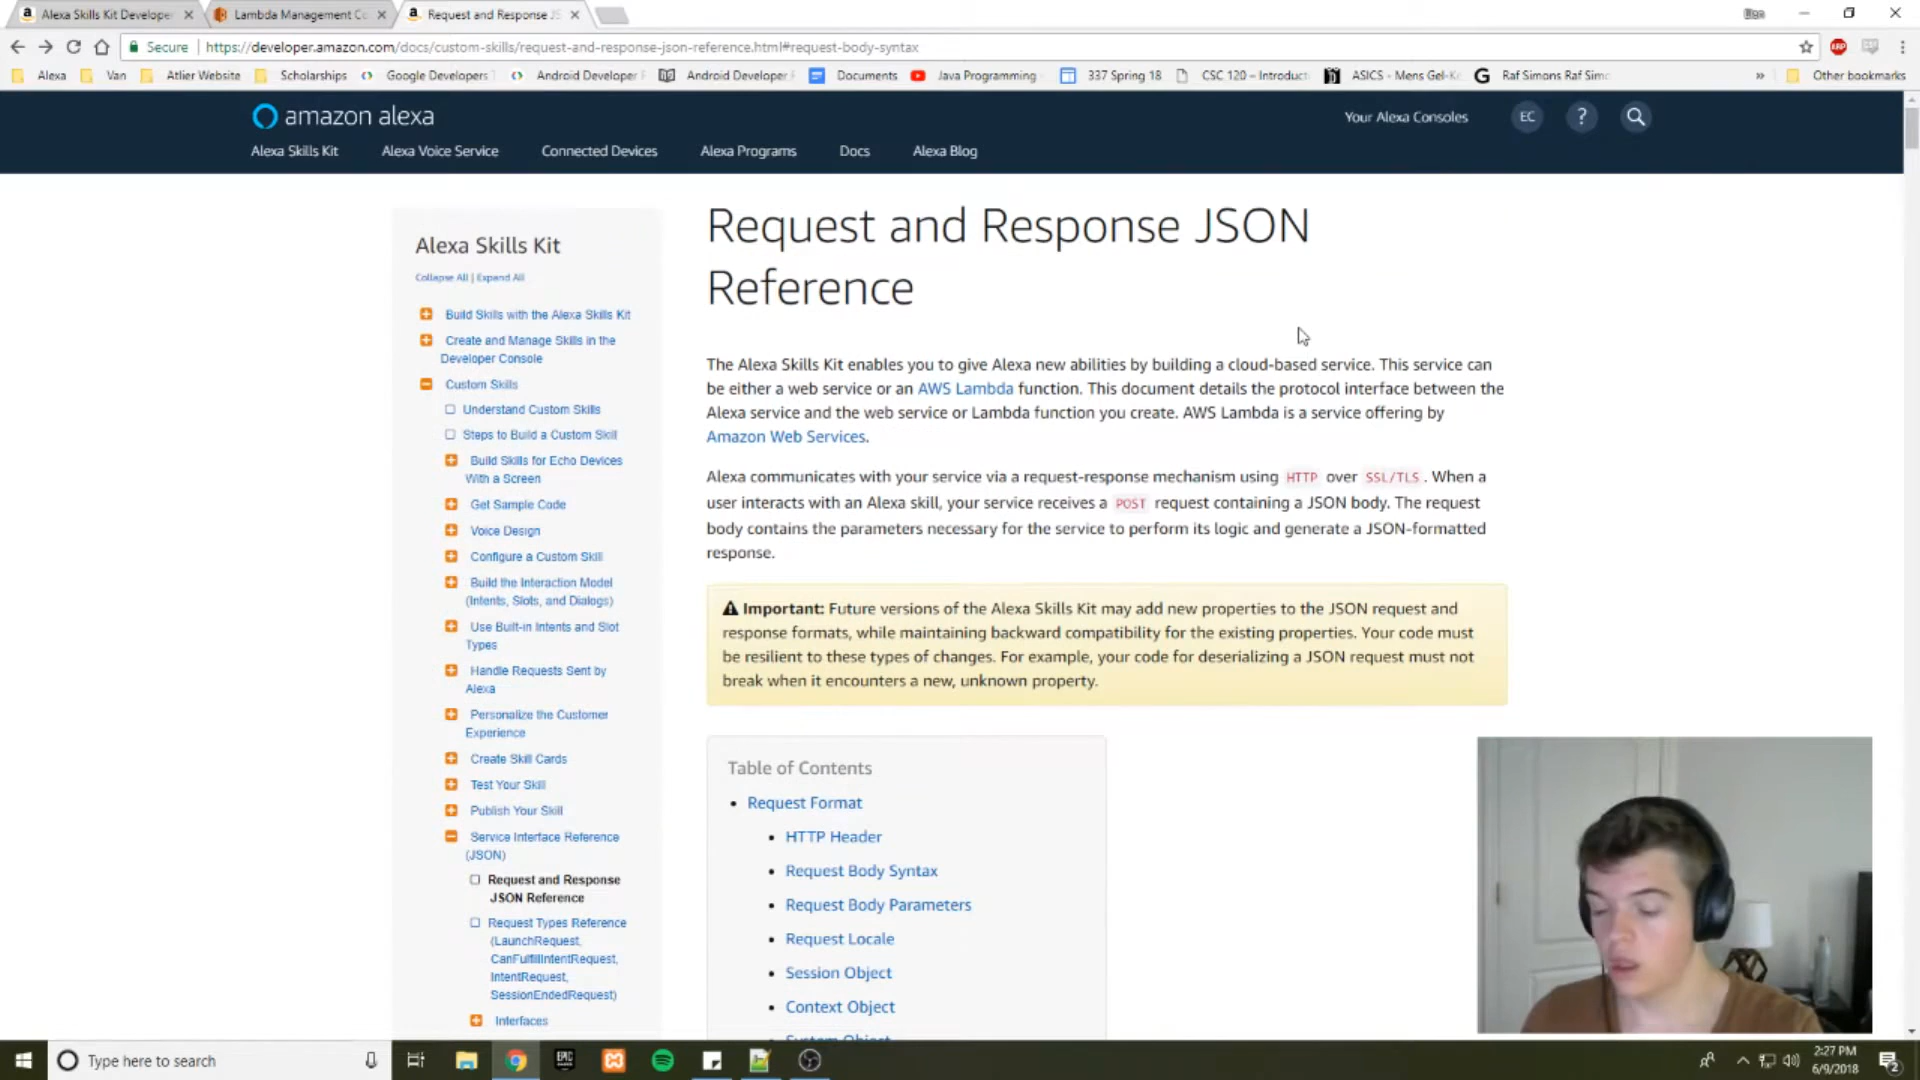 Alexa Skills Kit Developer
Lambda Management Co
Request and Response JS
Secure
https://developer.amazon.com/docs/custom-skills/request-and-response-json-reference.html#request-body-syntax
Alexa
Van
Atlier Website
Scholarships
Google Developers T
Android Developer F
Android Developer F
Documents
Java Programming
337 Spring 18
CSC 120 – Introducti
ASICS - Mens Gel-Ka
Raf Simons Raf Simo
Other bookmarks
amazon alexa
Your Alexa Consoles
EC
?
Alexa Skills Kit
Alexa Voice Service
Connected Devices
Alexa Programs
Docs
Alexa Blog
Alexa Skills Kit
Collapse All | Expand All
Build Skills with the Alexa Skills Kit
Create and Manage Skills in the
Developer Console
Custom Skills
Understand Custom Skills
Steps to Build a Custom Skill
Build Skills for Echo Devices
With a Screen
Get Sample Code
Voice Design
Configure a Custom Skill
Build the Interaction Model
(Intents, Slots, and Dialogs)
Use Built-in Intents and Slot
Types
Handle Requests Sent by
Alexa
Personalize the Customer
Experience
Create Skill Cards
Test Your Skill
Publish Your Skill
Service Interface Reference
(JSON)
Request and Response
JSON Reference
Request Types Reference
(LaunchRequest,
CanFulfillIntentRequest,
IntentRequest,
SessionEndedRequest)
Interfaces
Request and Response JSON
Reference
The Alexa Skills Kit enables you to give Alexa new abilities by building a cloud-based service. This service can
be either a web service or an AWS Lambda function. This document details the protocol interface between the
Alexa service and the web service or Lambda function you create. AWS Lambda is a service offering by
Amazon Web Services.
Alexa communicates with your service via a request-response mechanism using HTTP over SSL/TLS. When a
user interacts with an Alexa skill, your service receives a POST request containing a JSON body. The request
body contains the parameters necessary for the service to perform its logic and generate a JSON-formatted
response.
Important: Future versions of the Alexa Skills Kit may add new properties to the JSON request and
response formats, while maintaining backward compatibility for the existing properties. Your code must
be resilient to these types of changes. For example, your code for deserializing a JSON request must not
break when it encounters a new, unknown property.
Table of Contents
Request Format
HTTP Header
Request Body Syntax
Request Body Parameters
Request Locale
Session Object
Context Object
System Object
Type here to search
EPIC
2:27 PM
6/9/2018
2